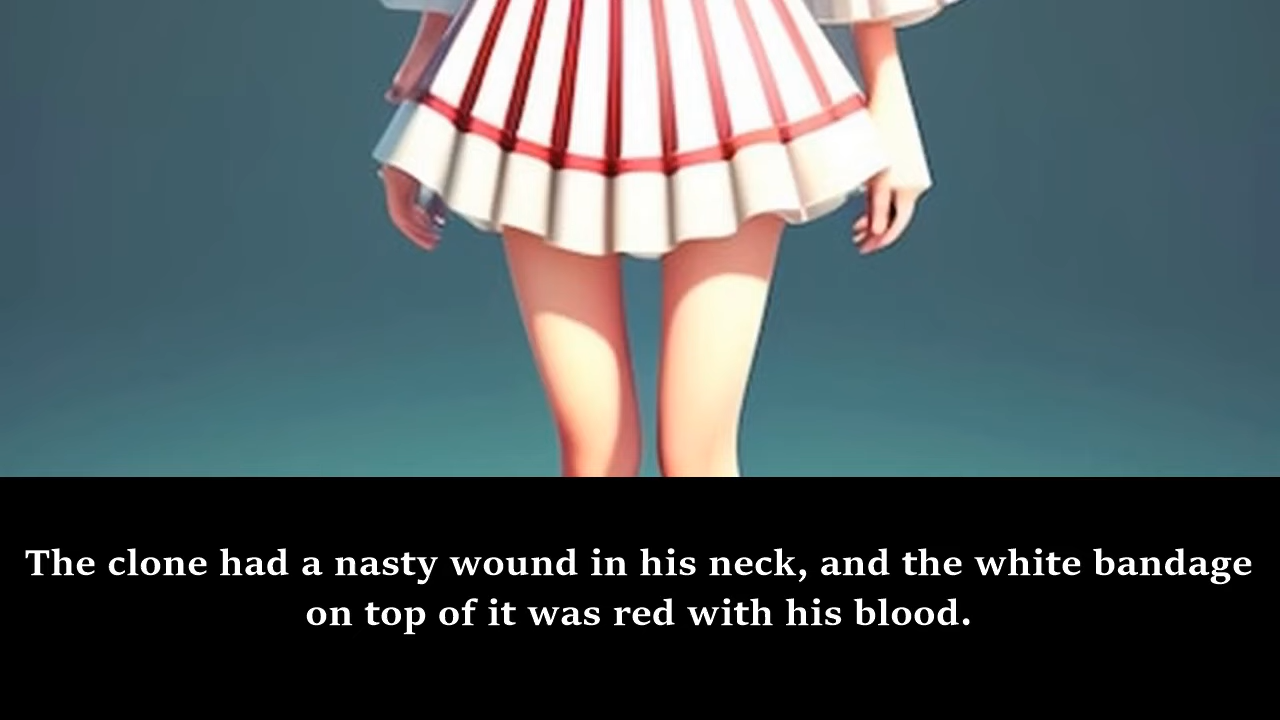 The clone had a nasty wound in his neck, and the white bandage
on top of it was red with his blood.